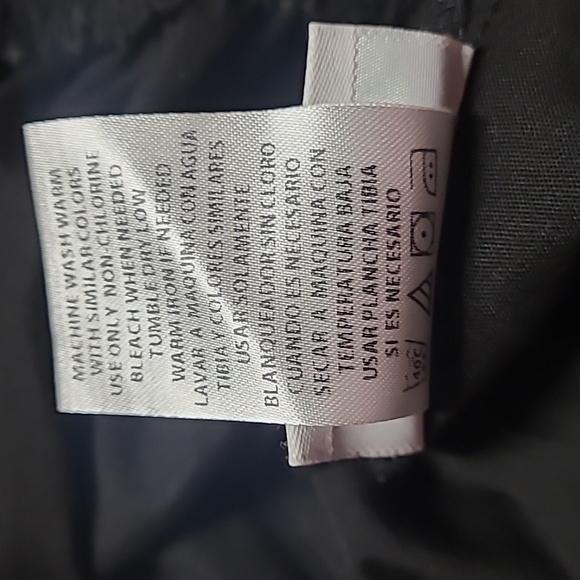 MACHINE WASH WARM
WITH SIMILAR COLORS
USE ONLY NON-CHLORINE
BLEACH WHEN NEEDED
TUMBLE DRY LOW
WARM IRON IF NEEDED
LAVAR A MAQUINA CON AGUA
TIBIA Y COLORES SIMILARES
USAR SOLAMENTE
BLANQUEADOR SIN CLORO
CUANDO ES NECESARIO
SECAR A MAQUINA CON
TEMPERATURA BAJA
USAR PLANCHA TIBIA
SI ES NECESARIO
40C